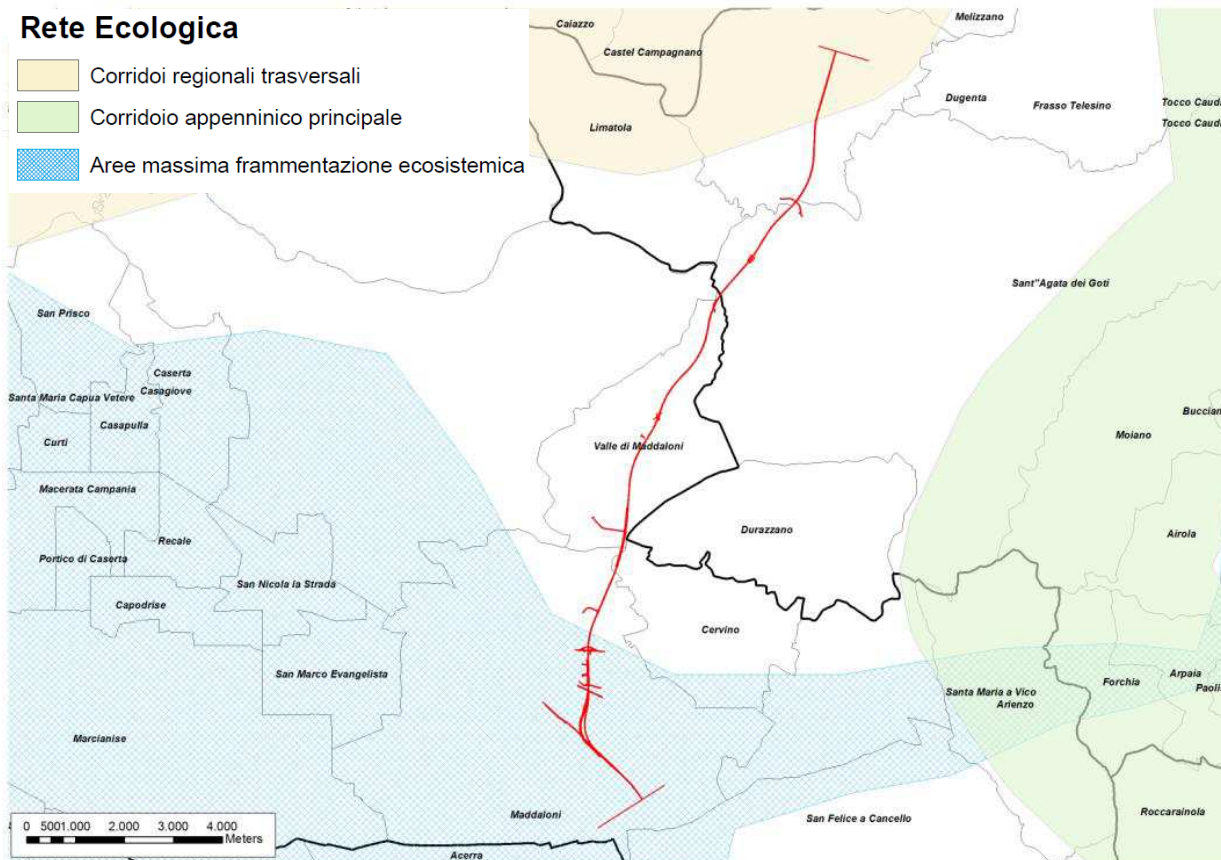 Rete Ecologica
Corridoi regionali trasversali
Corridoio appenninico principale
Aree massima frammentazione ecosistemica
Caiazzo
Melizzano
Castel Campagnano
Dugenta
Frasso Telesino
Tocco Caudi
Limatola
Tocco Caudi
Sant"Agata dei Goti
San Prisco
Caserta
Casagiove
Santa Maria Capua Vetere
Casapulla
Curti
Valle di Maddaloni
Bucciano
Moiano
Macerata Campania
Durazzano
Airola
Recale
Portico di Caserta
San Nicola la Strada
Capodrise
Cervino
San Marco Evangelista
Santa Maria a Vico
Arienzo
Forchia
Arpaia
Paolis
Marcianise
Maddaloni
San Felice a Cancello
Roccarainola
Acerra
0 5001.000 2.000 3.000 4.000
Meters